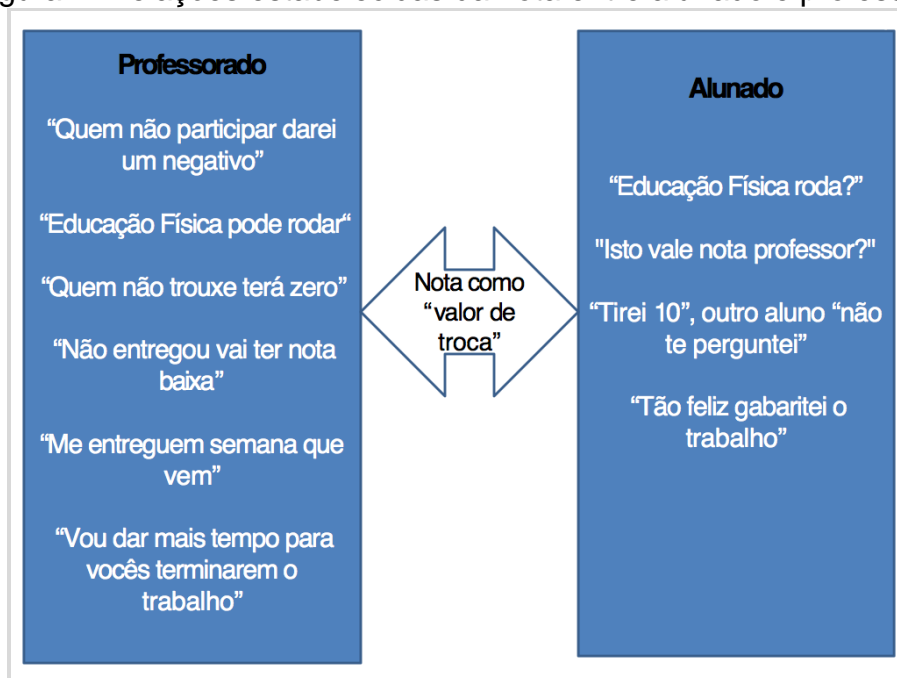 Professorado
“Quem não participar darei
um negativo”
“Educação Física pode rodar“
“Quem não trouxe terá zero”
“Não entregou vai ter nota
baixa”
“Me entreguem semana que
vem”
“Vou dar mais tempo para
vocês terminarem o
trabalho”
Nota como
“valor de
troca”
Alunado
“Educação Física roda?”
"Isto vale nota professor?"
“Tirei 10”, outro aluno “não
te perguntei”
“Tão feliz gabaritei o
trabalho”